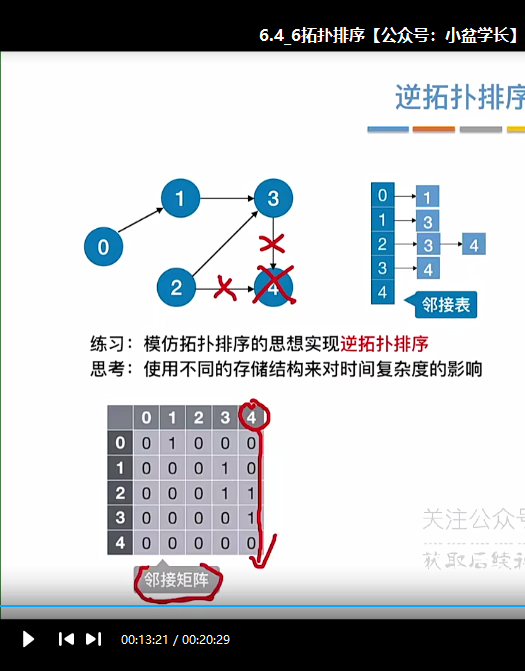 6.4_6拓扑排序【公众号：小盆学长】
逆拓扑排序
1
3
0
2
4
0 1
1 3
2 3 4
3 4
4
邻接表
练习：模仿拓扑排序的思想实现逆拓扑排序
思考：使用不同的存储结构来对时间复杂度的影响
0 1 2 3 4
0 0 1 0 0 0
1 0 0 0 1 0
2 0 0 0 1 1
3 0 0 0 0 1
4 0 0 0 0 0
邻接矩阵
关注公众号
获取后续
00:13:21 / 00:20:29